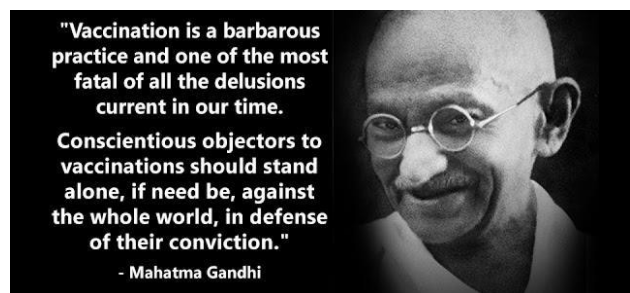 "Vaccination is a barbarous
practice and one of the most
fatal of all the delusions
current in our time.
Conscientious objectors to
vaccinations should stand
alone, if need be, against
the whole world, in defense
of their conviction."
- Mahatma Gandhi